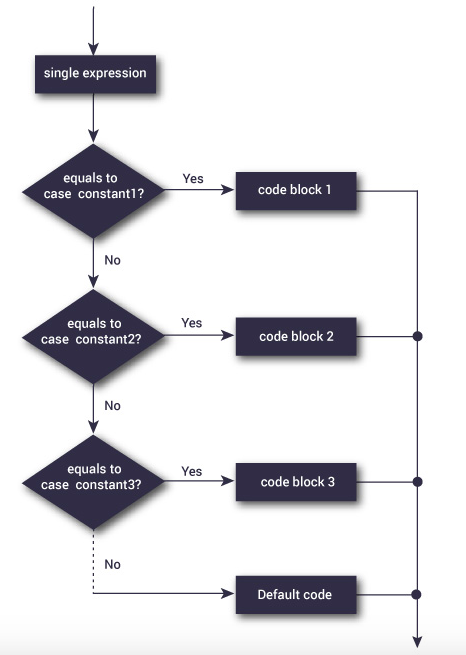 single expression
equals to
case constant1?
Yes
code block 1
No
equals to
case constant2?
Yes
code block 2
No
equals to
case constant3?
Yes
code block 3
No
Default code